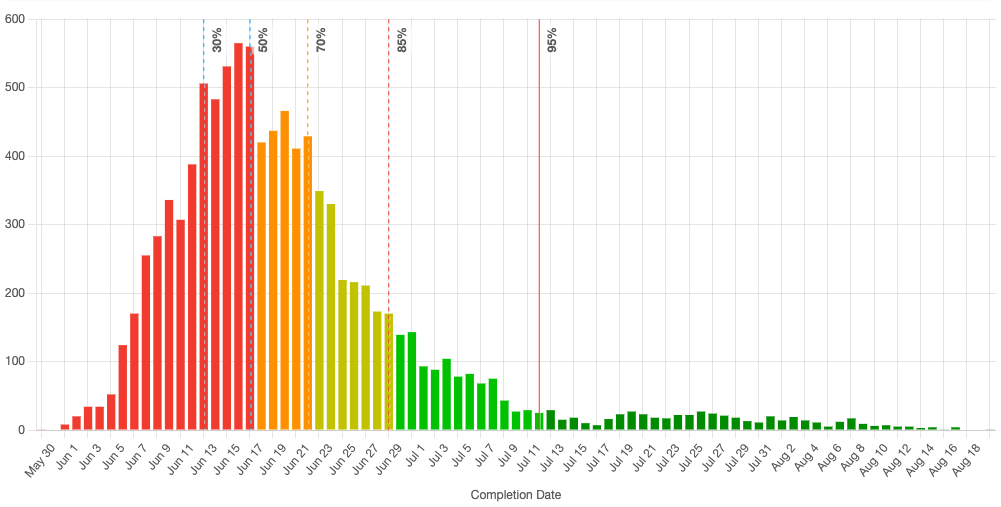 600
500
400
300
200
100
0
30%
50%
70%
85%
95%
May 30
Jun 1
Jun 3
Jun 5
Jun 7
Jun 9
Jun 11
Jun 13
Jun 15
Jun 17
Jun 19
Jun 21
Jun 23
Jun 25
Jun 27
Jun 29
Jul 1
Jul 3
Jul 5
Jul 7
Jul 9
Jul 11
Jul 13
Jul 15
Jul 17
Jul 19
Jul 21
Jul 23
Jul 25
Jul 27
Jul 29
Jul 31
Aug 2
Aug 4
Aug 6
Aug 8
Aug 10
Aug 12
Aug 14
Aug 16
Aug 18
Completion Date